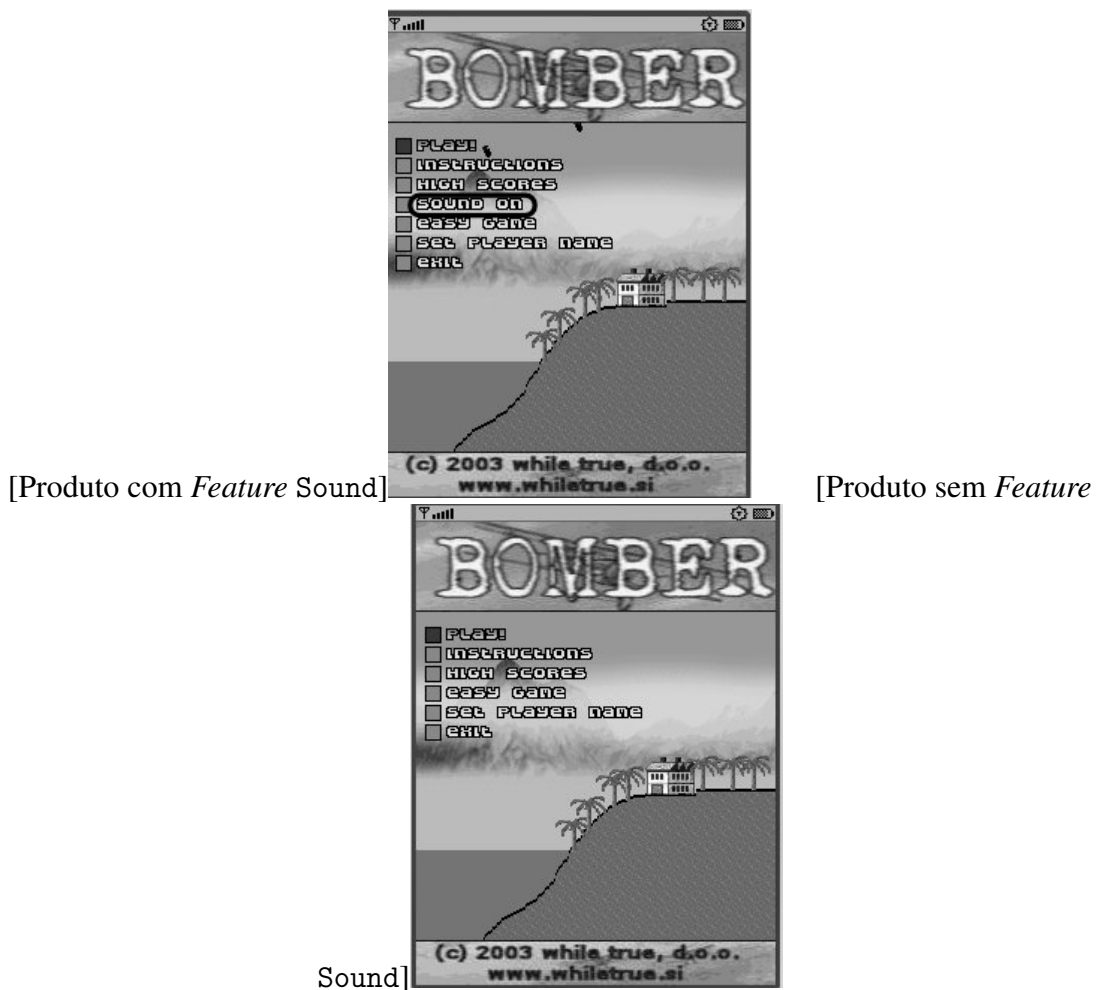 BOMBER
PLAY!
INSTRUCTIONS
HIGH SCORES
SOUND ON
EASY GAME
SET PLAYER NAME
EXIT
(c) 2003 while true, d.o.o.
www.whiletrue.si
[Produto com Feature Sound]
[Produto sem Feature
BOMBER
PLAY!
INSTRUCTIONS
HIGH SCORES
EASY GAME
SET PLAYER NAME
EXIT
(c) 2003 while true, d.o.o.
www.whiletrue.si
Sound]